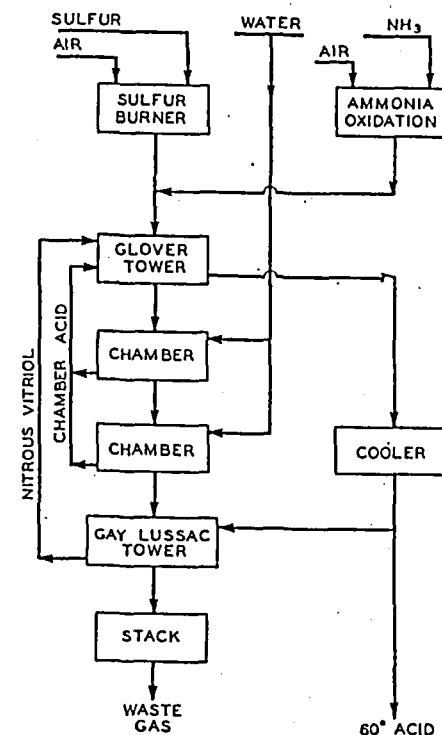 SULFUR
AIR
WATER
NH₃
AIR
SULFUR
BURNER
AMMONIA
OXIDATION
GLOVER
TOWER
NITROUS VITRIOL
CHAMBER ACID
CHAMBER
CHAMBER
COOLER
GAY LUSSAC
TOWER
STACK
WASTE
GAS
60° ACID